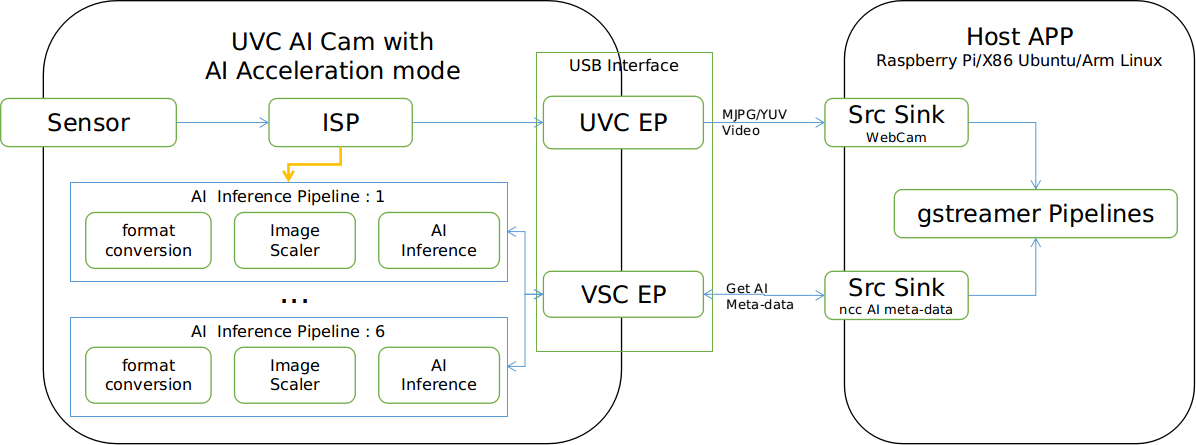 UVC AI Cam with
AI Acceleration mode
USB Interface
Host APP
Raspberry Pi/X86 Ubuntu/Arm Linux
Sensor
ISP
UVC EP
MJPG/YUV
Video
Src Sink
WebCam
AI Inference Pipeline : 1
format
conversion
Image
Scaler
AI
Inference
gstreamer Pipelines
...
VSC EP
Get AI
Meta-data
Src Sink
ncc AI meta-data
AI Inference Pipeline : 6
format
conversion
Image
Scaler
AI
Inference